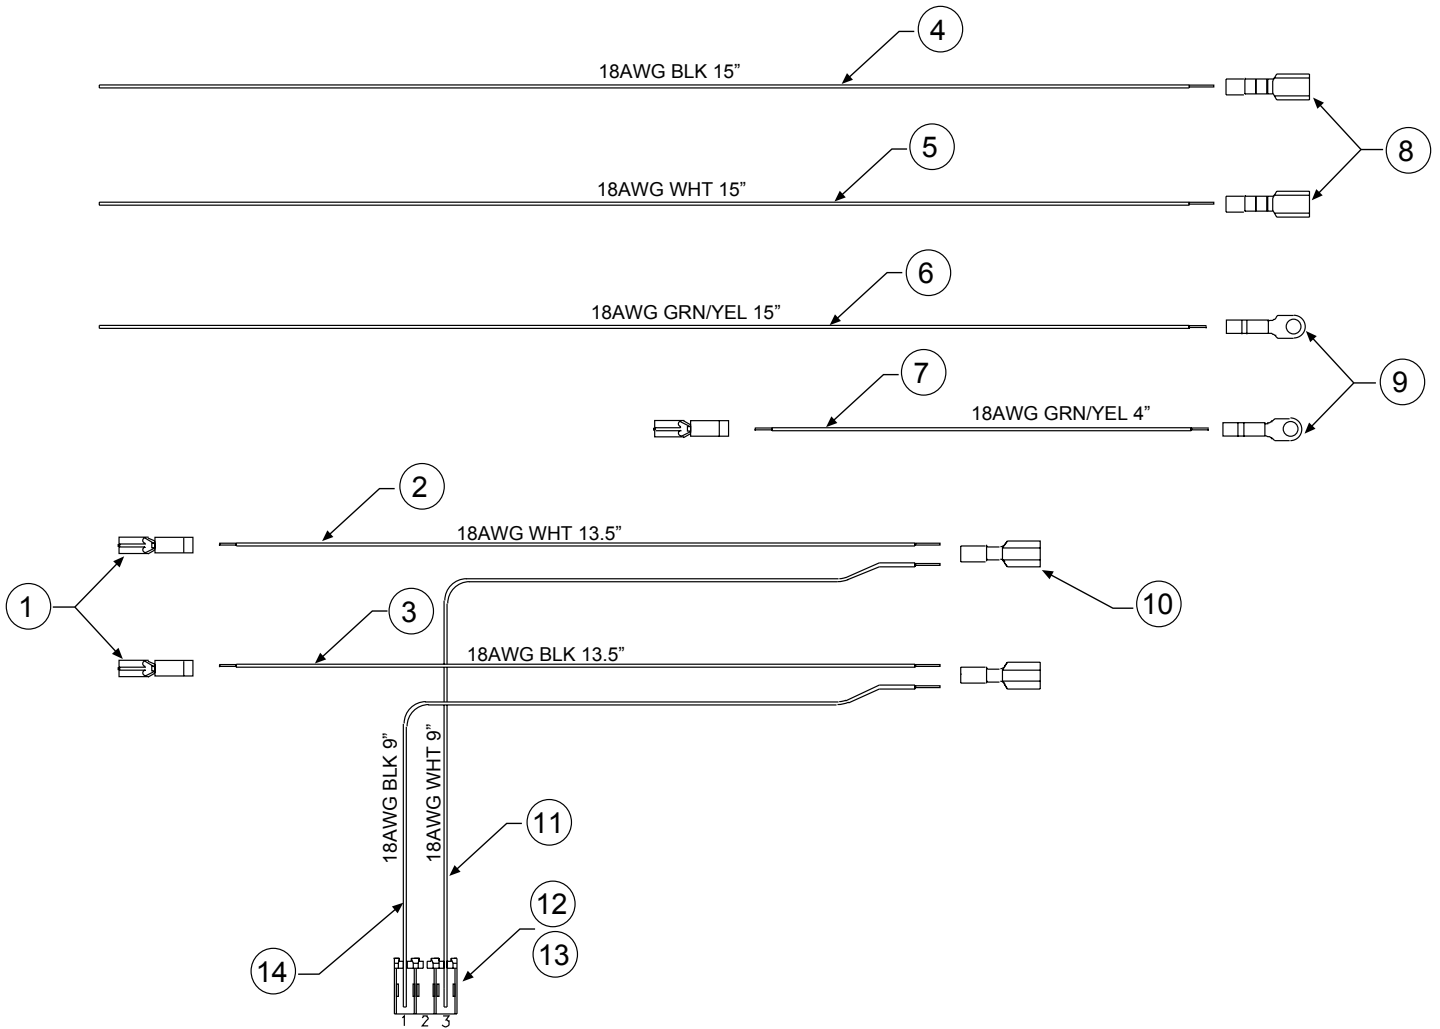 4
18AWG BLK 15”
5
18AWG WHT 15”
8
6
18AWG GRN/YEL 15”
7
18AWG GRN/YEL 4”
9
2
18AWG WHT 13.5”
1
10
3
18AWG BLK 13.5”
18AWG BLK 9”
18AWG WHT 9”
11
12
13
14
1 2 3